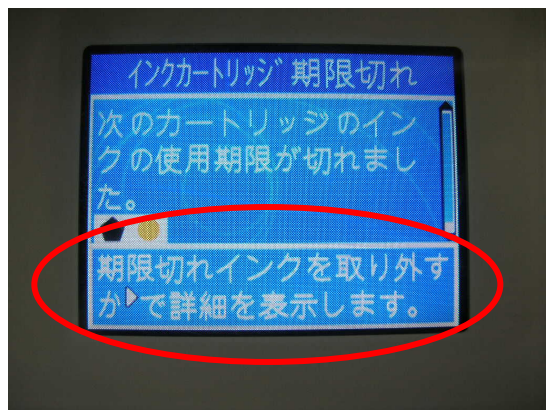 インクカートリッジ期限切れ
次のカートリッジのイン
クの使用期限が切れまし
た。
期限切れインクを取り外す
か▷で詳細を表示します。